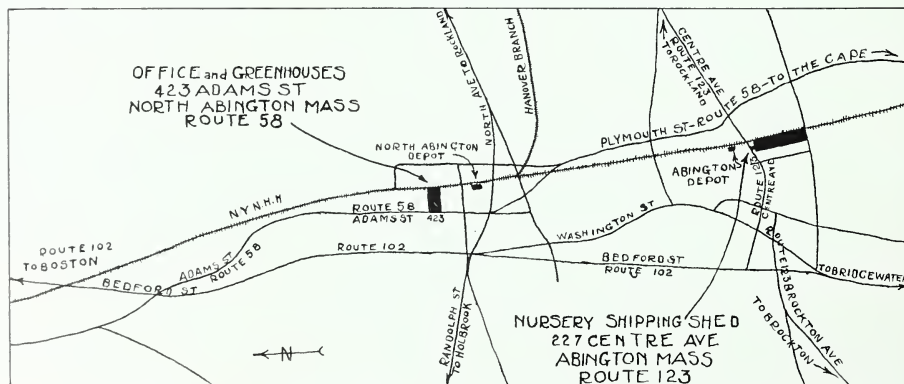 OFFICE and GREENHOUSES
423 ADAMS ST
NORTH ABINGTON MASS
ROUTE 58
NORTH ABINGTON
DEPOT
NORTH AVE TO ROCKLAND
NORTH AVE
HANOVER BRANCH
CENTRE AVE
ROUTE 123
TO ROCKLAND
PLYMOUTH ST-ROUTE 58-TO THE CAPE
ABINGTON
DEPOT
ROUTE 123
CENTRE AVE
N.Y.N.H.H
ROUTE 58
ADAMS ST
423
WASHINGTON ST
ROUTE 102
TO BOSTON
ADAMS ST
ROUTE 58
BEDFORD ST
ROUTE 102
BEDFORD ST
ROUTE 102
TO BRIDGEWATER
RANDOLPH ST
TO HOLBROOK
N
ROUTE 123 BROCKTON AVE
TO BROCKTON
NURSERY SHIPPING SHED
227 CENTRE AVE
ABINGTON MASS
ROUTE 123